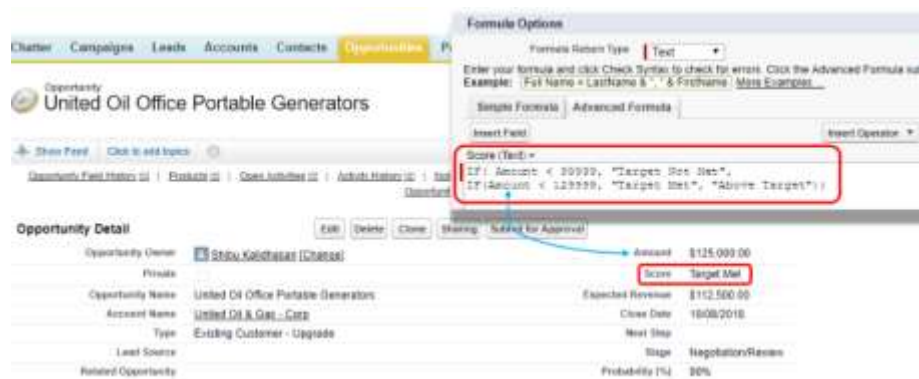 Formula Options
Chatter Campaigns Leads Accounts Contacts Opportunities
Formula Return Type Text
Enter your formula and click Check Syntax to check for errors. Click the Advanced Formula
Example: Full Name = LastName & ", " & FirstName More Examples ...
Opportunity
United Oil Office Portable Generators
Simple Formula Advanced Formula
Insert Field Insert Operator
Show Feed Click to add topics
Score (Text) =
IF( Amount < 99999, "Target Not Met",
IF(Amount < 129999, "Target Met", "Above Target"))
Opportunity Field History Products Open Activities Activity History
Opportunity Detail Edit Delete Clone Sharing Submit for Approval
Opportunity Owner Shibu Kalidhasan [Change] Amount $125,000.00
Private Score Target Met
Opportunity Name United Oil Office Portable Generators Expected Revenue $112,500.00
Account Name United Oil & Gas - Corp Close Date 10/08/2018
Type Existing Customer - Upgrade Next Step
Lead Source Stage Negotiation/Review
Related Opportunity Probability (%) 90%